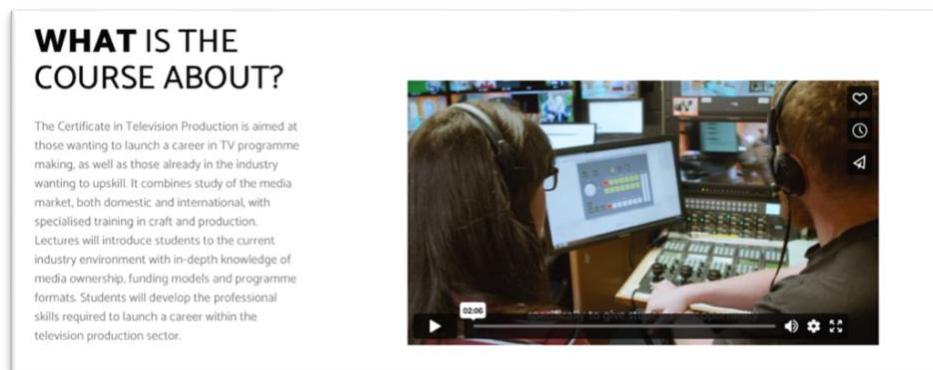 WHAT IS THE
COURSE ABOUT?
The Certificate in Television Production is aimed at
those wanting to launch a career in TV programme
making, as well as those already in the industry
wanting to upskill. It combines study of the media
market, both domestic and international, with
specialised training in craft and production.
Lectures will introduce students to the current
industry environment with in-depth knowledge of
media ownership, funding models and programme
formats. Students will develop the professional
skills required to launch a career within the
television production sector.
02:06
to give